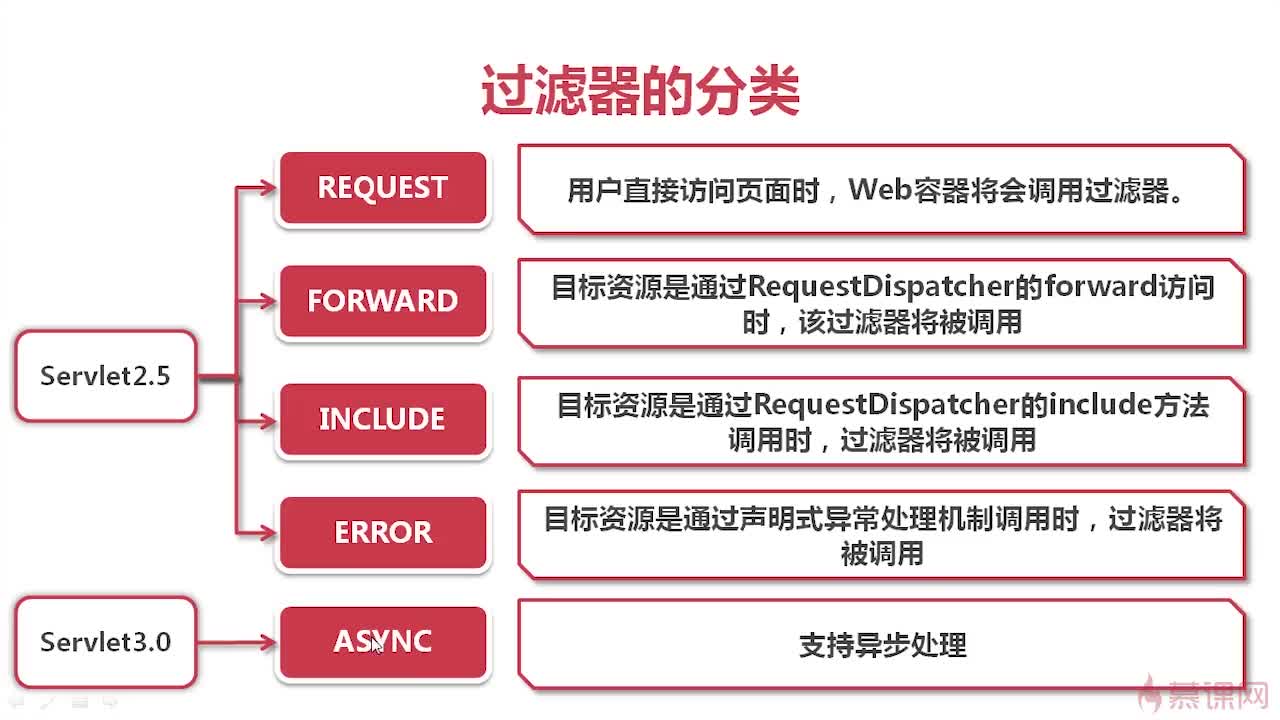 过滤器的分类
REQUEST
用户直接访问页面时，Web容器将会调用过滤器。
FORWARD
目标资源是通过RequestDispatcher的forward访问
时，该过滤器将被调用
Servlet2.5
INCLUDE
目标资源是通过RequestDispatcher的include方法
调用时，过滤器将被调用
ERROR
目标资源是通过声明式异常处理机制调用时，过滤器将
被调用
Servlet3.0
ASYNC
支持异步处理
慕课网